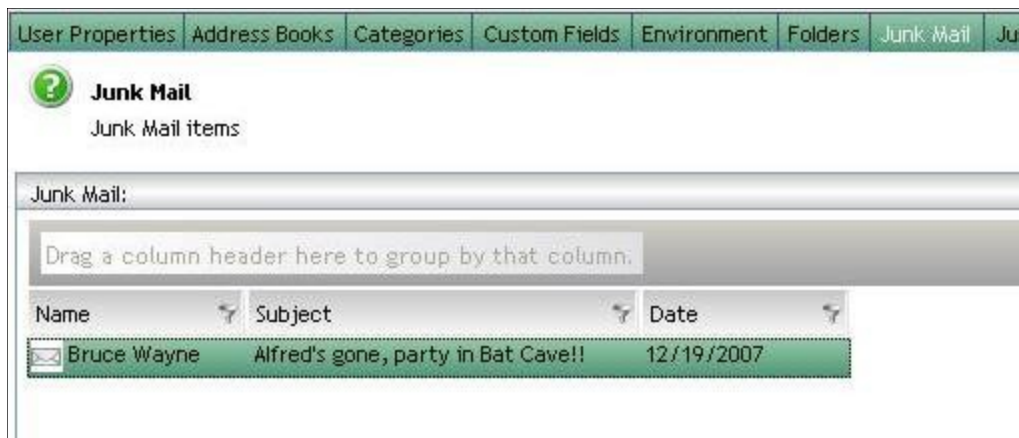 User Properties Address Books Categories Custom Fields Environment Folders Junk Mail Ju
Junk Mail
Junk Mail items
Junk Mail:
Drag a column header here to group by that column.
Name Subject Date
Bruce Wayne Alfred's gone, party in Bat Cave!! 12/19/2007